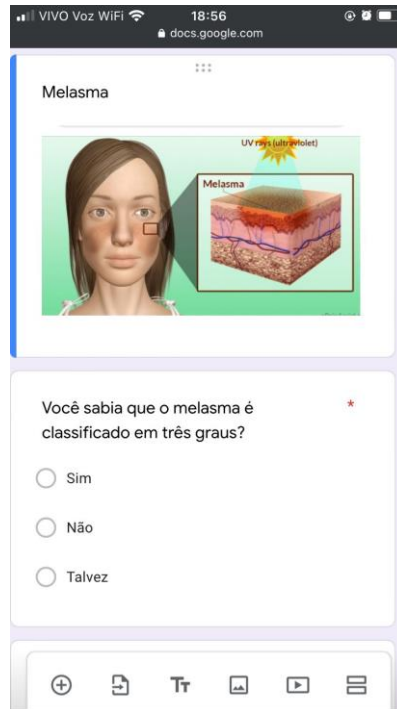 VIVO Voz WiFi 18:56
docs.google.com
Melasma
UV rays (ultraviolet)
Melasma
Você sabia que o melasma é *
classificado em três graus?
Sim
Não
Talvez
TT